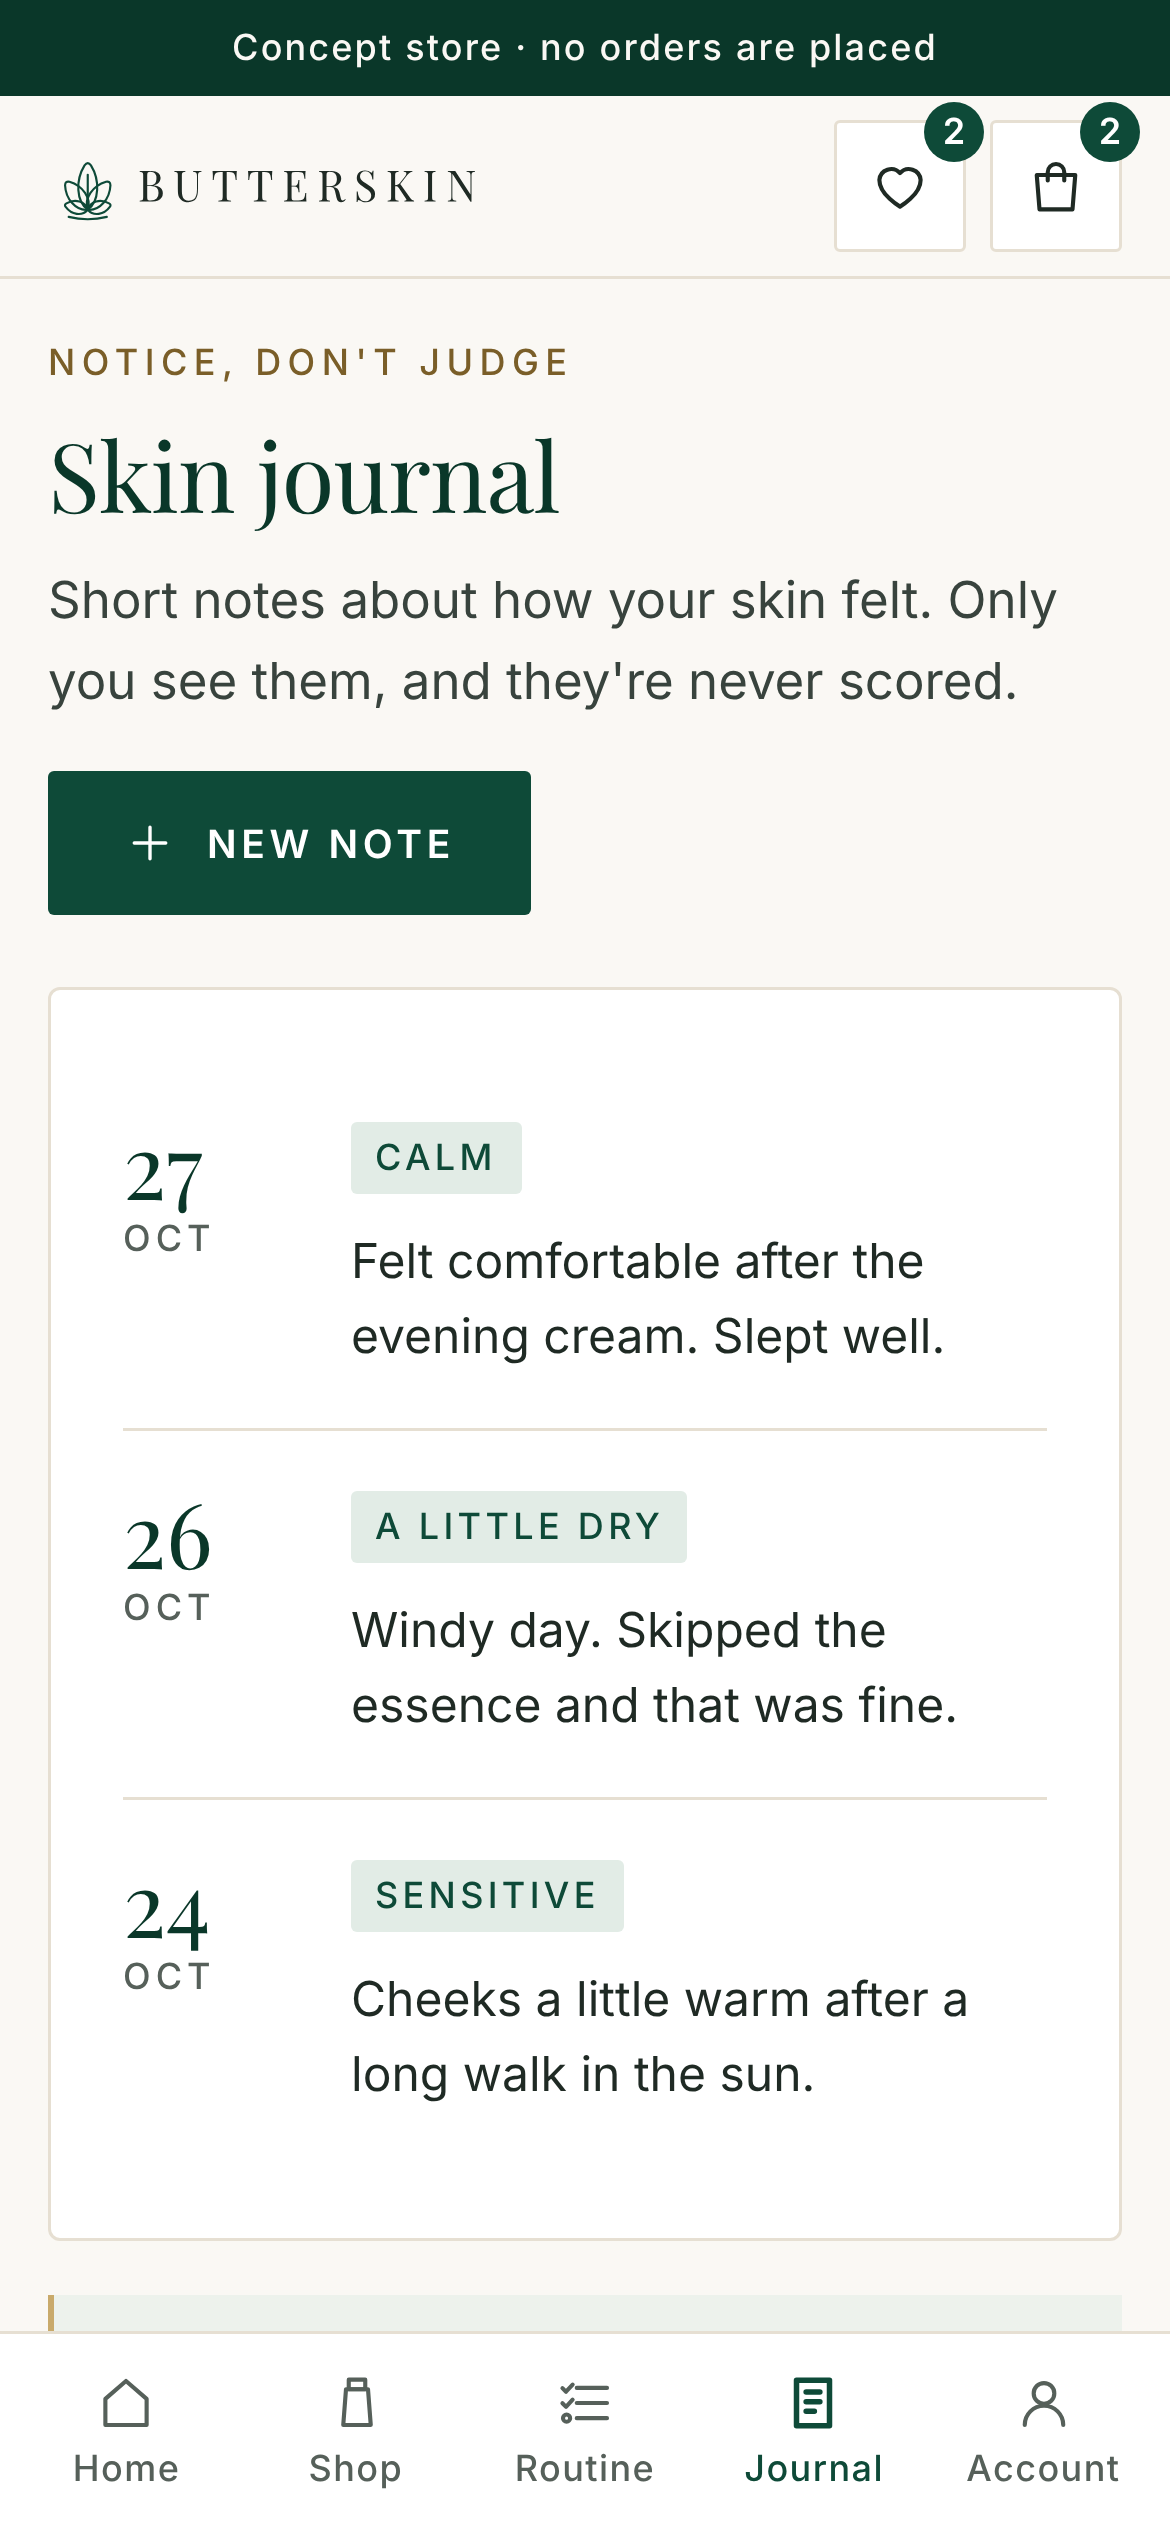 Concept store · no orders are placed
BUTTERSKIN
2
2
NOTICE, DON'T JUDGE
Skin journal
Short notes about how your skin felt. Only
you see them, and they're never scored.
NEW NOTE
27
OCT
CALM
Felt comfortable after the
evening cream. Slept well.
26
OCT
A LITTLE DRY
Windy day. Skipped the
essence and that was fine.
24
OCT
SENSITIVE
Cheeks a little warm after a
long walk in the sun.
Home
Shop
Routine
Journal
Account